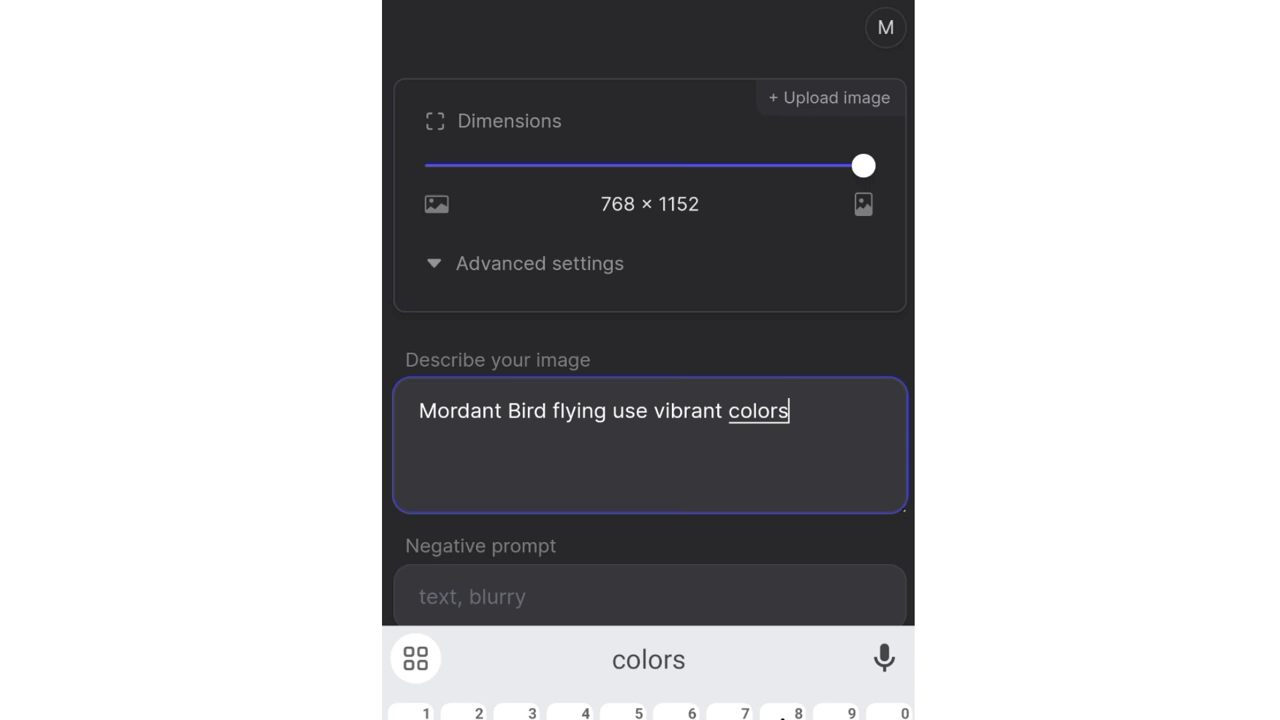 M
+ Upload image
Dimensions
768 × 1152
Advanced settings
Describe your image
Mordant Bird flying use vibrant colors
Negative prompt
text, blurry
colors
1 2 3 4 5 6 7 8 9 0